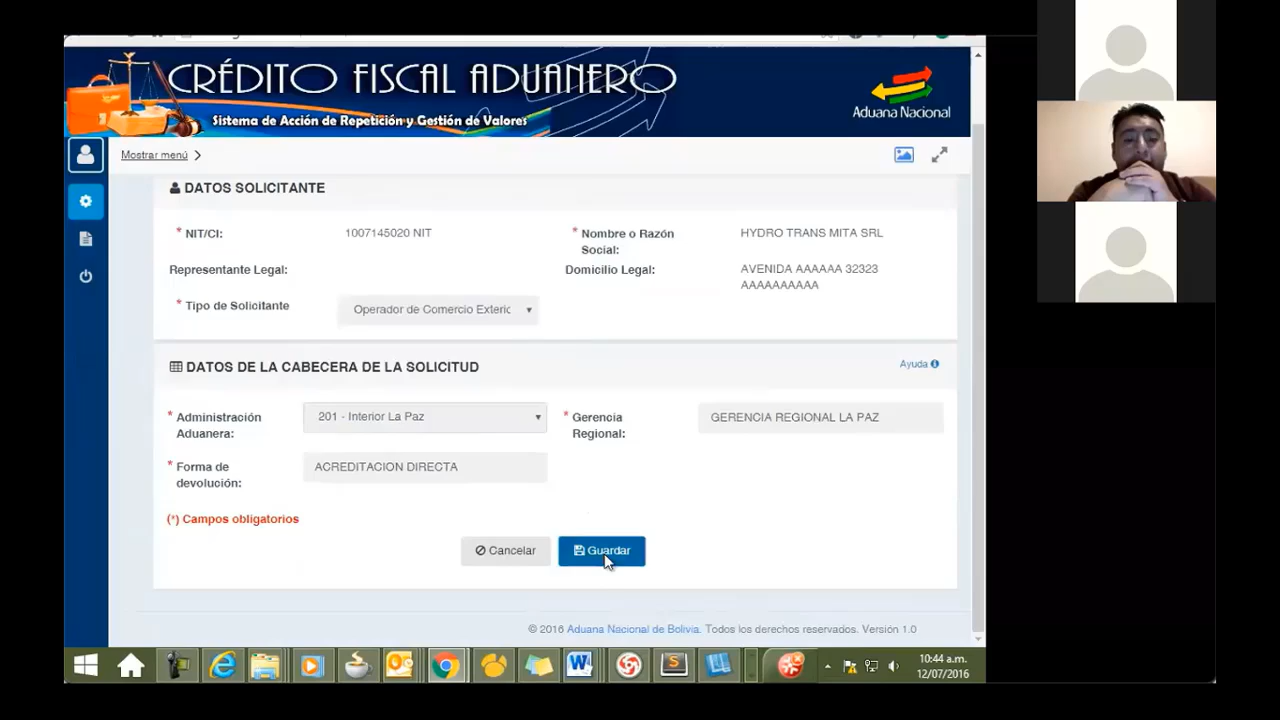 CRÉDITO FISCAL ADUANERO
Sistema de Acción de Repetición y Gestión de Valores
Aduana Nacional
Mostrar menú
DATOS SOLICITANTE
* NIT/CI: 1007145020 NIT * Nombre o Razón Social: HYDRO TRANS MITA SRL
Representante Legal: Domicilio Legal: AVENIDA AAAAAA 32323 AAAAAAAAAA
* Tipo de Solicitante Operador de Comercio Exteric
DATOS DE LA CABECERA DE LA SOLICITUD Ayuda
* Administración Aduanera: 201 - Interior La Paz * Gerencia Regional: GERENCIA REGIONAL LA PAZ
* Forma de devolución: ACREDITACION DIRECTA
(*) Campos obligatorios
Cancelar Guardar
© 2016 Aduana Nacional de Bolivia. Todos los derechos reservados. Versión 1.0
10:44 a.m.
12/07/2016